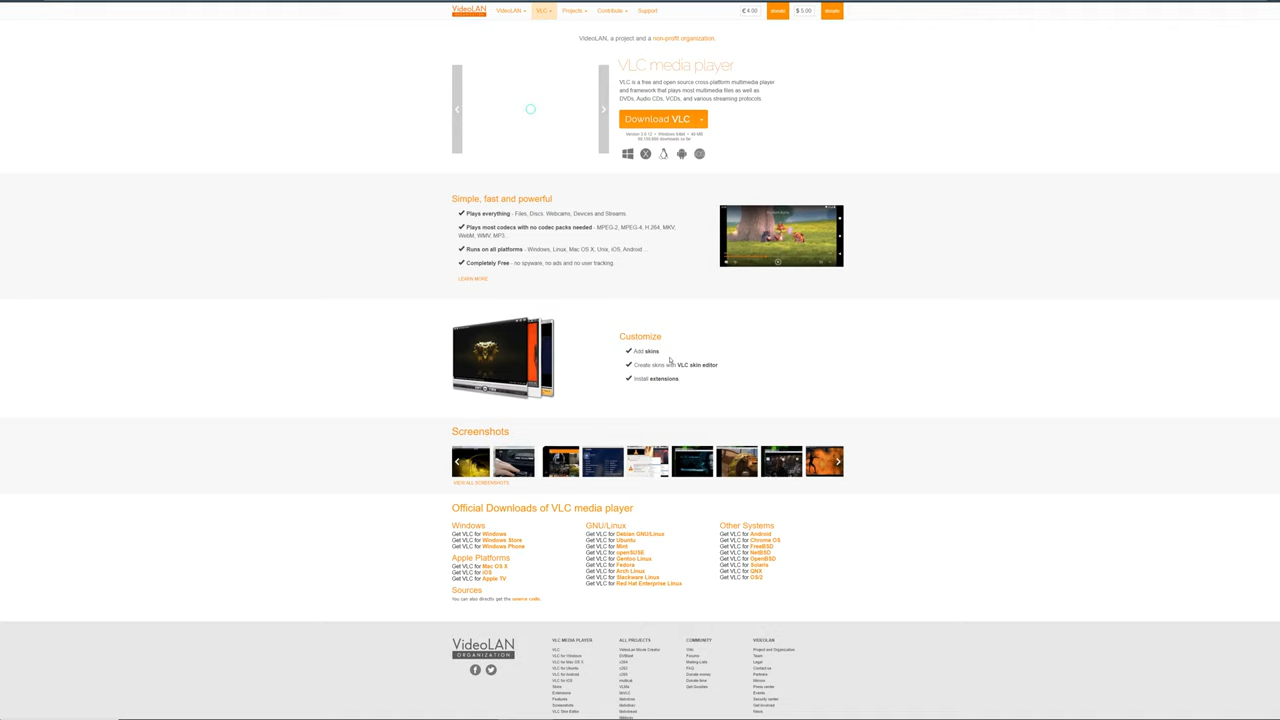 VideoLAN
ORGANIZATION
VideoLAN
VLC
Projects
Contribute
Support
€ 4.00
donate
$ 5.00
donate
VideoLAN, a project and a non-profit organization.
VLC media player
VLC is a free and open source cross-platform multimedia player
and framework that plays most multimedia files as well as
DVDs, Audio CDs, VCDs, and various streaming protocols.
Download VLC
Simple, fast and powerful
Plays everything - Files, Discs, Webcams, Devices and Streams.
Plays most codecs with no codec packs needed - MPEG-2, MPEG-4, H.264, MKV,
WebM, WMV, MP3...
Runs on all platforms - Windows, Linux, Mac OS X, Unix, iOS, Android ...
Completely Free - no spyware, no ads and no user tracking.
LEARN MORE
Customize
Add skins
Create skins with VLC skin editor
Install extensions
Screenshots
VIEW ALL SCREENSHOTS
Official Downloads of VLC media player
Windows
Get VLC for Windows
Get VLC for Windows Store
Get VLC for Windows Phone
Apple Platforms
Get VLC for Mac OS X
Get VLC for iOS
Get VLC for Apple TV
Sources
You can also directly get the source code.
GNU/Linux
Get VLC for Debian GNU/Linux
Get VLC for Ubuntu
Get VLC for Mint
Get VLC for openSUSE
Get VLC for Gentoo Linux
Get VLC for Fedora
Get VLC for Arch Linux
Get VLC for Slackware Linux
Get VLC for Red Hat Enterprise Linux
Other Systems
Get VLC for Android
Get VLC for Chrome OS
Get VLC for FreeBSD
Get VLC for NetBSD
Get VLC for OpenBSD
Get VLC for Solaris
Get VLC for QNX
Get VLC for OS/2
VideoLAN
ORGANIZATION
VLC MEDIA PLAYER
VLC
VLC for Windows
VLC for Mac OS X
VLC for Ubuntu
VLC for Android
VLC for iOS
Skins
Extensions
Features
Screenshots
VLC Skin Editor
ALL PROJECTS
VideoLan Movie Creator
DVBlast
x264
x262
x265
multicat
VLMa
COMMUNITY
Wiki
Forums
Mailing-Lists
FAQ
Donate money
Donate time
Get Goodies
VIDEOLAN
Project and Organization
Team
Legal
Contact us
Partners
Mirrors
Press center
Events
Security center
Get Involved
News